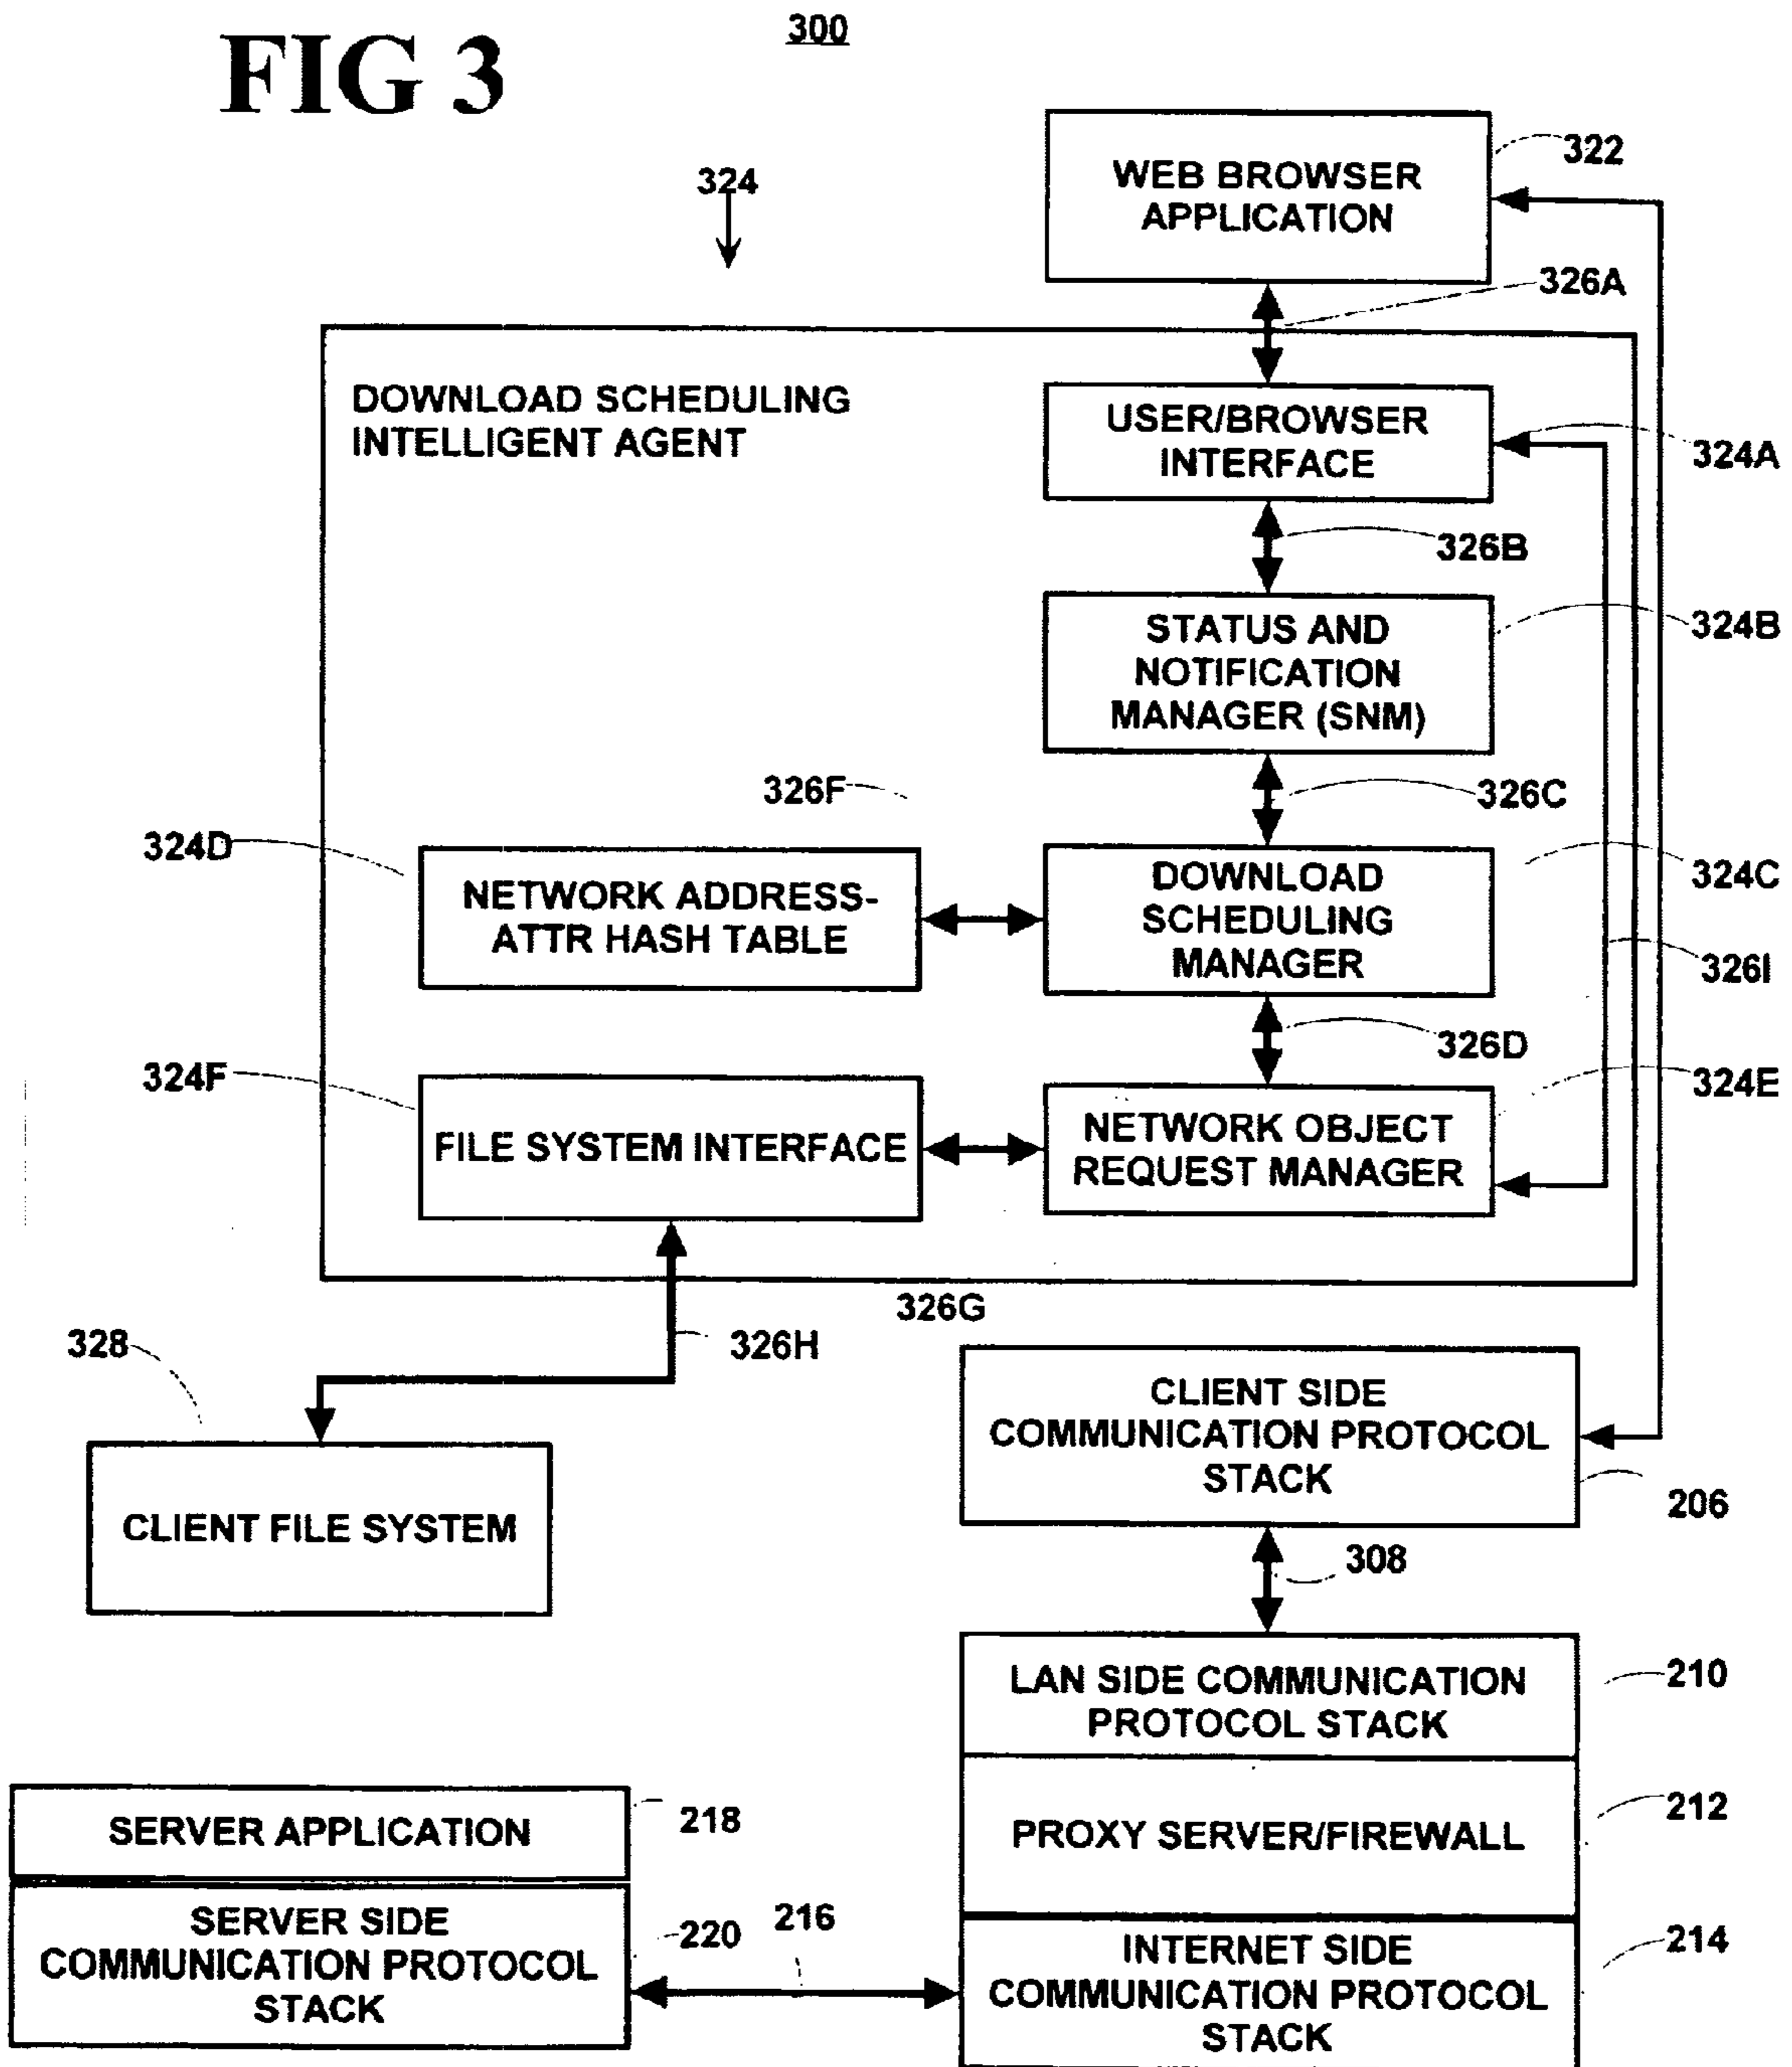 FIG 3
300
322
WEB BROWSER
APPLICATION
324
326A
DOWNLOAD SCHEDULING
INTELLIGENT AGENT
USER/BROWSER
INTERFACE
324A
326B
STATUS AND
NOTIFICATION
MANAGER (SNM)
324B
326F
326C
324D
NETWORK ADDRESS-
ATTR HASH TABLE
DOWNLOAD
SCHEDULING
MANAGER
324C
326I
326D
324F
FILE SYSTEM INTERFACE
NETWORK OBJECT
REQUEST MANAGER
324E
326G
326H
328
CLIENT FILE SYSTEM
CLIENT SIDE
COMMUNICATION PROTOCOL
STACK
206
308
LAN SIDE COMMUNICATION
PROTOCOL STACK
210
PROXY SERVER/FIREWALL
212
SERVER APPLICATION
218
SERVER SIDE
COMMUNICATION PROTOCOL
STACK
220
216
INTERNET SIDE
COMMUNICATION PROTOCOL
STACK
214